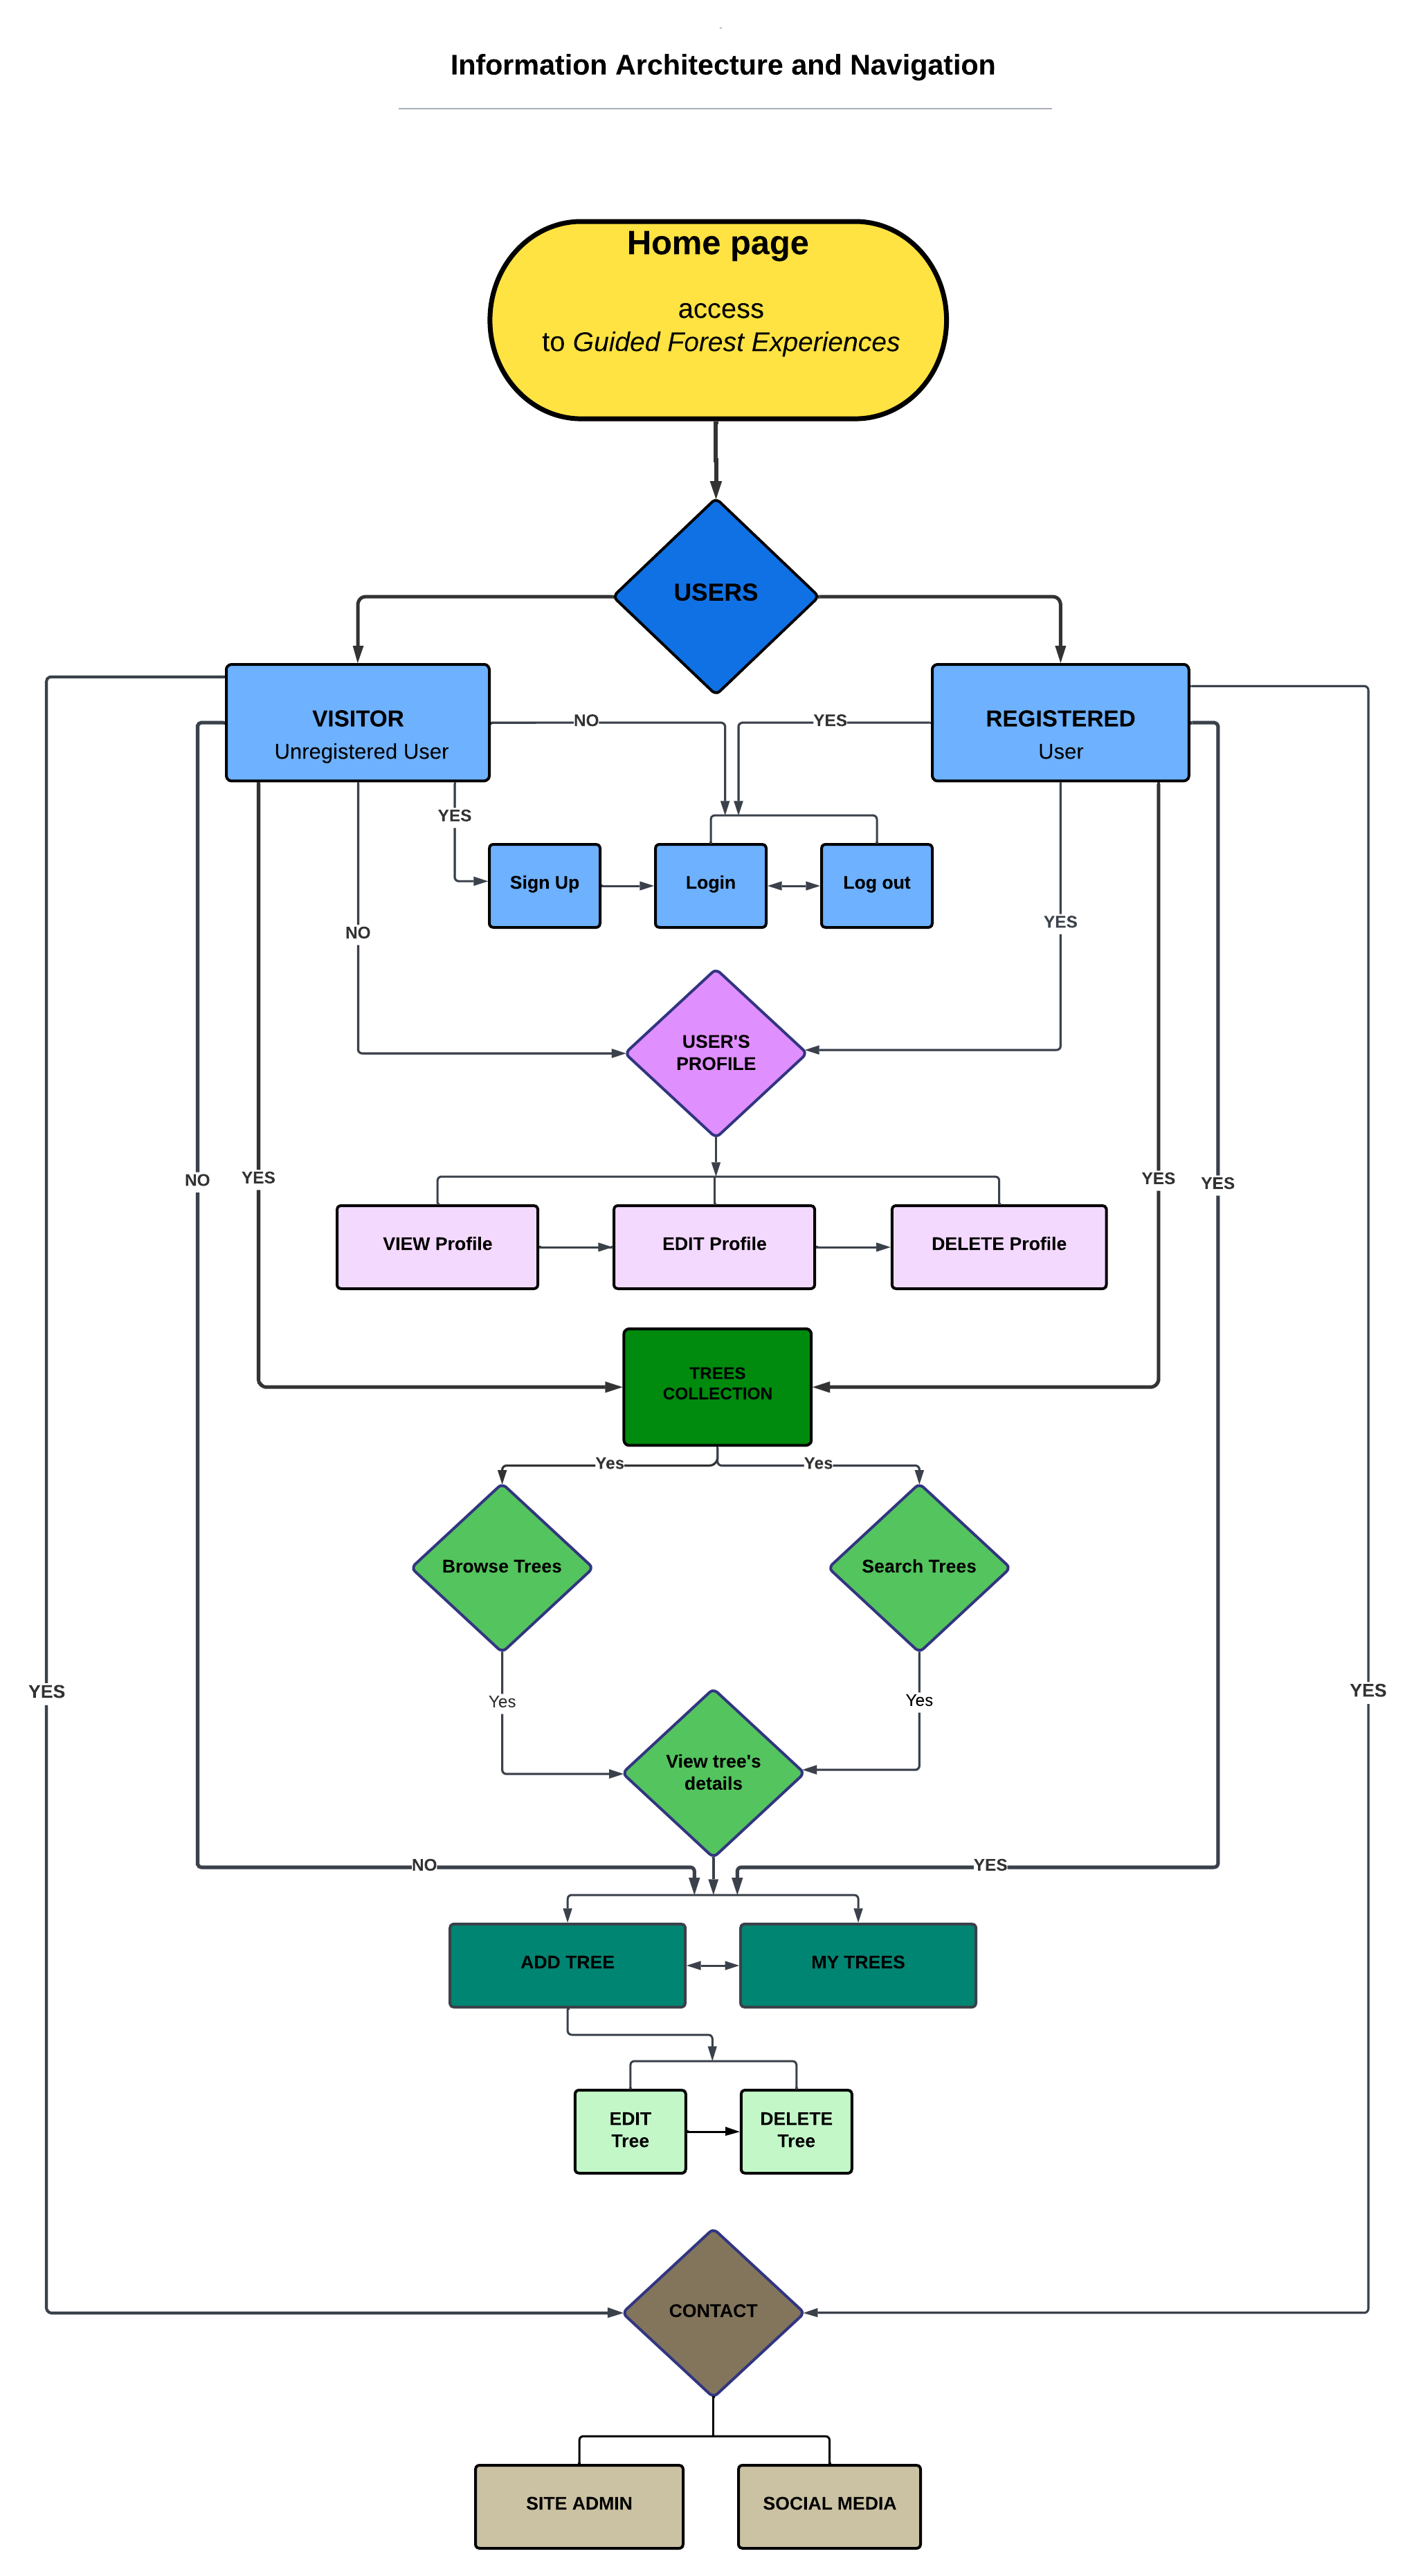 Information Architecture and Navigation
Home page
access
to Guided Forest Experiences
USERS
VISITOR
Unregistered User
REGISTERED
User
NO
YES
YES
Sign Up
Login
Log out
NO
YES
USER'S
PROFILE
NO
YES
YES
YES
VIEW Profile
EDIT Profile
DELETE Profile
TREES
COLLECTION
Yes
Yes
Browse Trees
Search Trees
YES
Yes
Yes
YES
View tree's
details
NO
YES
ADD TREE
MY TREES
EDIT
Tree
DELETE
Tree
CONTACT
SITE ADMIN
SOCIAL MEDIA